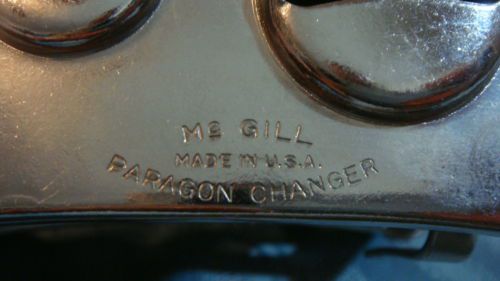 Mc GILL
MADE IN U.S.A.
PARAGON CHANGER